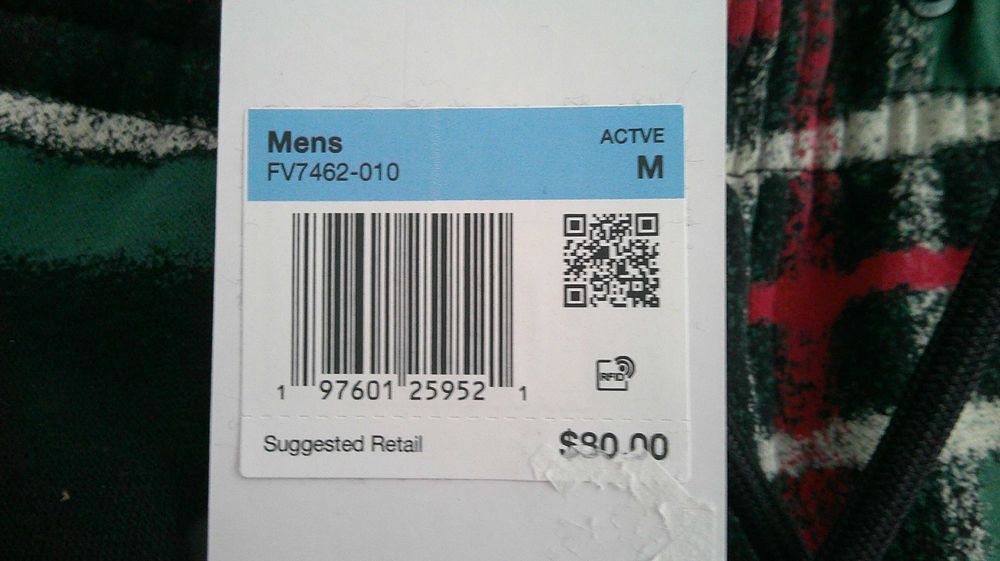 Mens
ACTVE
FV7462-010
M
RFID
1 97601 25952 1
Suggested Retail
$80.00